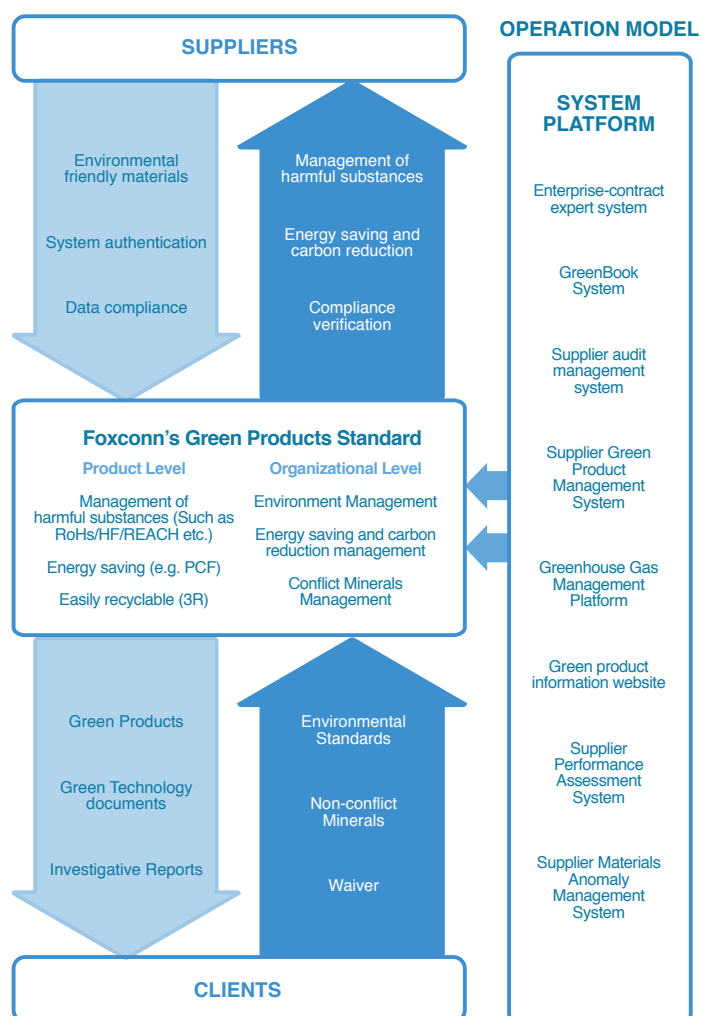 SUPPLIERS
Environmental
friendly materials
System authentication
Data compliance
Management of
harmful substances
Energy saving and
carbon reduction
Compliance
verification
Foxconn’s Green Products Standard
Product Level
Management of
harmful substances (Such as
RoHs/HF/REACH etc.)
Energy saving (e.g. PCF)
Easily recyclable (3R)
Organizational Level
Environment Management
Energy saving and carbon
reduction management
Conflict Minerals
Management
Green Products
Green Technology
documents
Investigative Reports
Environmental
Standards
Non-conflict
Minerals
Waiver
CLIENTS
OPERATION MODEL
SYSTEM
PLATFORM
Enterprise-contract
expert system
GreenBook
System
Supplier audit
management
system
Supplier Green
Product
Management
System
Greenhouse Gas
Management
Platform
Green product
information website
Supplier
Performance
Assessment
System
Supplier Materials
Anomaly
Management
System